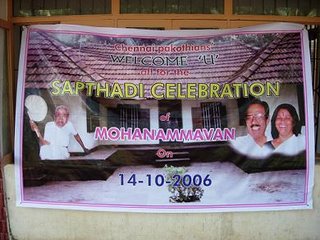 Chennai pakothians'
WELCOME 'U'
all for the
SAPTHADI CELEBRATION
of
MOHANAMMAVAN
On
14-10-2006